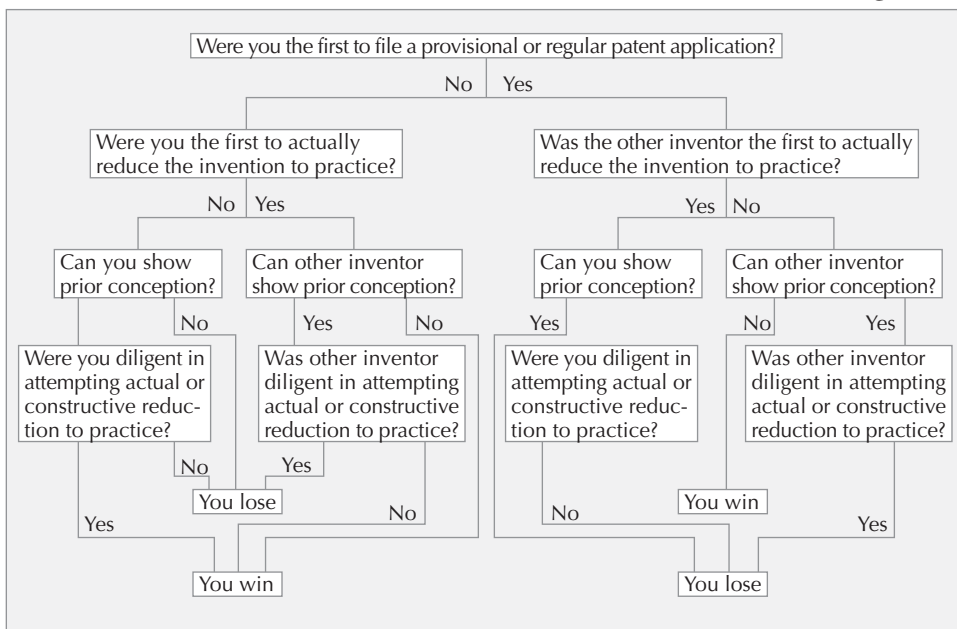 Were you the first to file a provisional or regular patent application?
No Yes
Were you the first to actually
reduce the invention to practice?
Was the other inventor the first to actually
reduce the invention to practice?
No Yes
Yes No
Can you show
prior conception?
Can other inventor
show prior conception?
Can you show
prior conception?
Can other inventor
show prior conception?
No
Yes
No
Yes
No
Yes
Were you diligent in
attempting actual or
constructive reduc-
tion to practice?
Was other inventor
diligent in attempting
actual or constructive
reduction to practice?
Were you diligent in
attempting actual or
constructive reduc-
tion to practice?
Was other inventor
diligent in attempting
actual or constructive
reduction to practice?
No
Yes
You lose
You win
Yes
No
No
Yes
You win
You lose